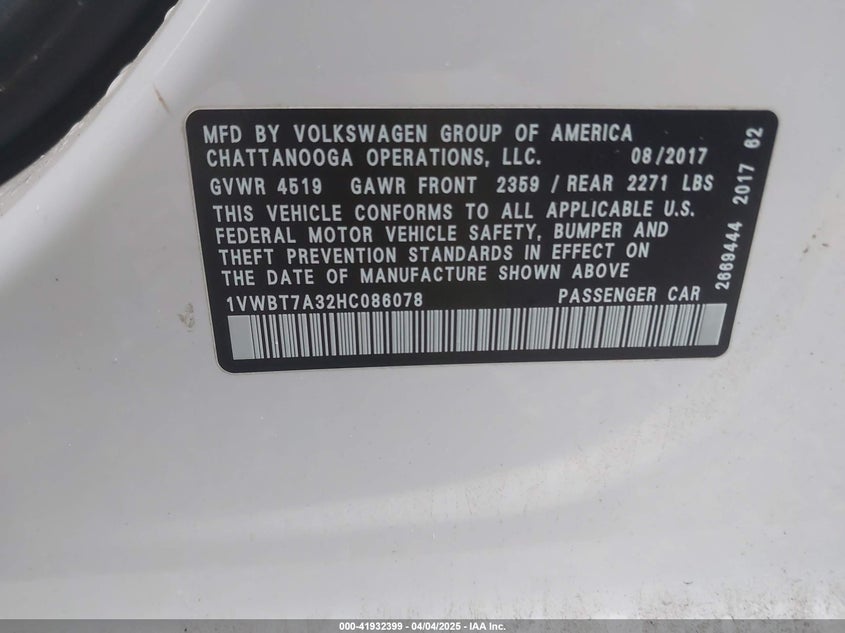 MFD BY VOLKSWAGEN GROUP OF AMERICA
CHATTANOOGA OPERATIONS, LLC. 08/2017
GVWR 4519 GAWR FRONT 2359 / REAR 2271 LBS
THIS VEHICLE CONFORMS TO ALL APPLICABLE U.S.
FEDERAL MOTOR VEHICLE SAFETY, BUMPER AND
THEFT PREVENTION STANDARDS IN EFFECT ON
THE DATE OF MANUFACTURE SHOWN ABOVE
1VWBT7A32HC086078 PASSENGER CAR
2669444 2017 62
000-41932399 - 04/04/2025 - IAA Inc.